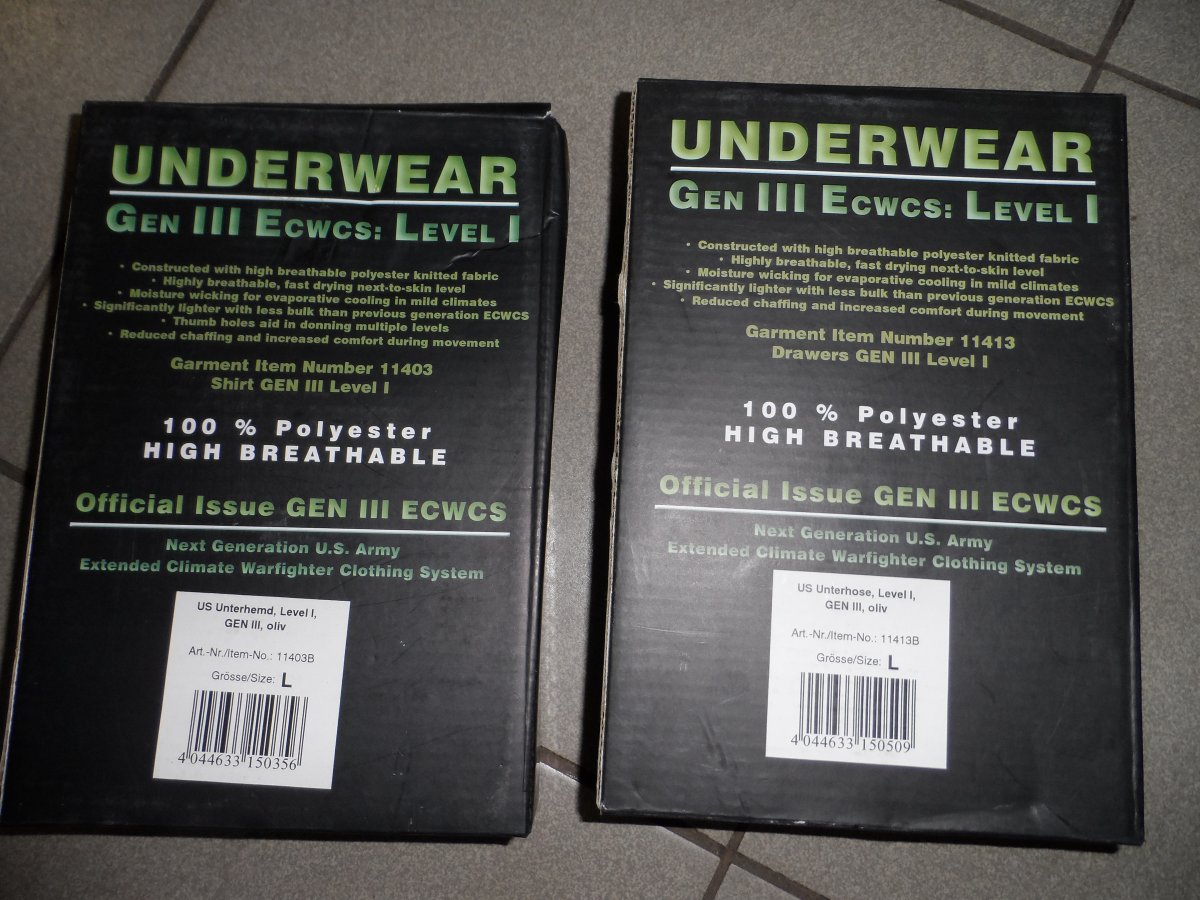 UNDERWEAR
GEN III ECWCS: LEVEL I
• Constructed with high breathable polyester knitted fabric
• Highly breathable, fast drying next-to-skin level
• Moisture wicking for evaporative cooling in mild climates
• Significantly lighter with less bulk than previous generation ECWCS
• Thumb holes aid in donning multiple levels
• Reduced chaffing and increased comfort during movement
Garment Item Number 11403
Shirt GEN III Level I
100 % Polyester
HIGH BREATHABLE
Official Issue GEN III ECWCS
Next Generation U.S. Army
Extended Climate Warfighter Clothing System
US Unterhemd, Level I,
GEN III, oliv
Art.-Nr./Item-No.: 11403B
Grösse/Size: L
4 044633 150356
UNDERWEAR
GEN III ECWCS: LEVEL I
• Constructed with high breathable polyester knitted fabric
• Highly breathable, fast drying next-to-skin level
• Moisture wicking for evaporative cooling in mild climates
• Significantly lighter with less bulk than previous generation ECWCS
• Reduced chaffing and increased comfort during movement
Garment Item Number 11413
Drawers GEN III Level I
100 % Polyester
HIGH BREATHABLE
Official Issue GEN III ECWCS
Next Generation U.S. Army
Extended Climate Warfighter Clothing System
US Unterhose, Level I,
GEN III, oliv
Art.-Nr./Item-No.: 11413B
Grösse/Size: L
4 044633 150509